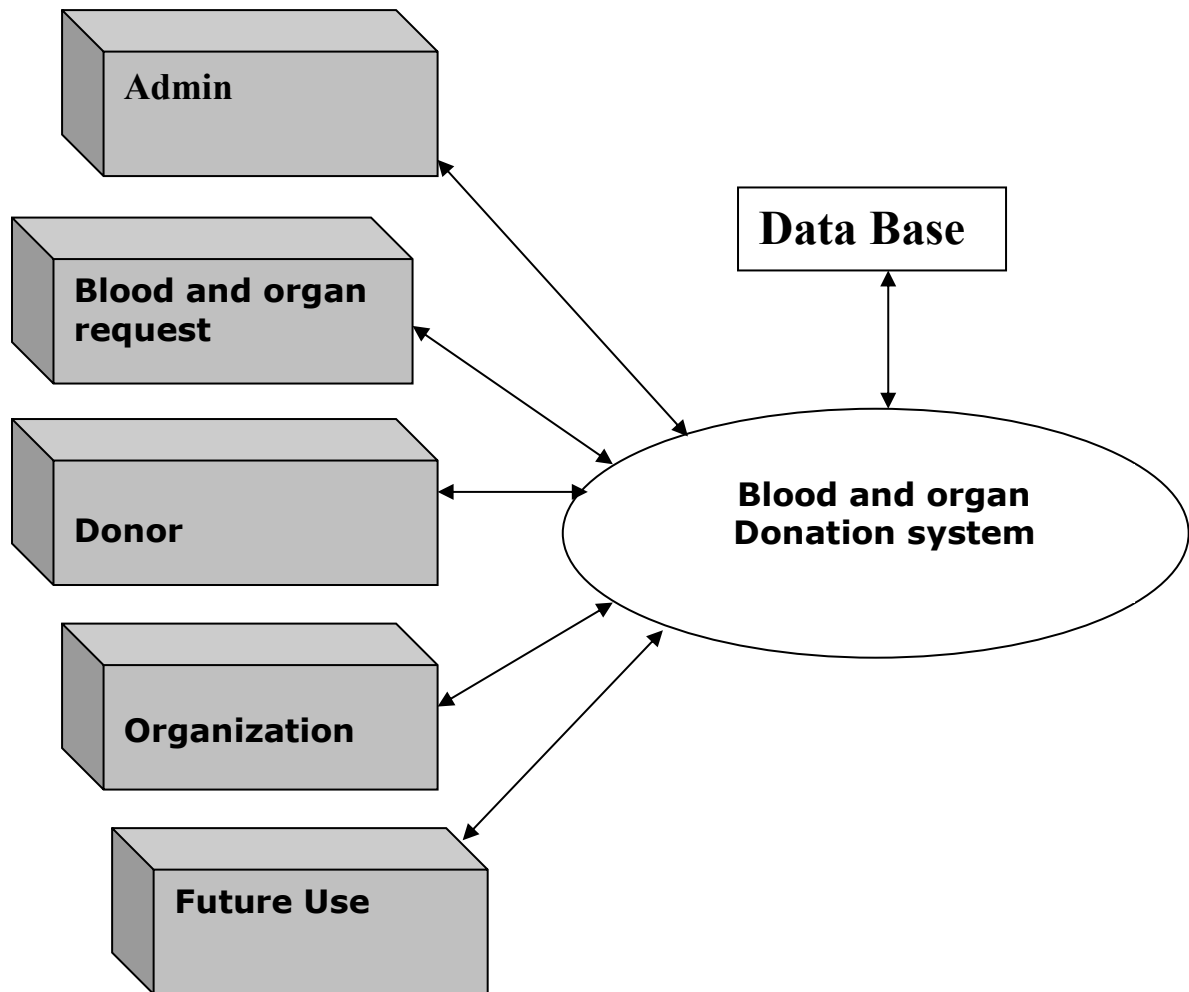 Admin
Data Base
Blood and organ
request
Blood and organ
Donation system
Donor
Organization
Future Use